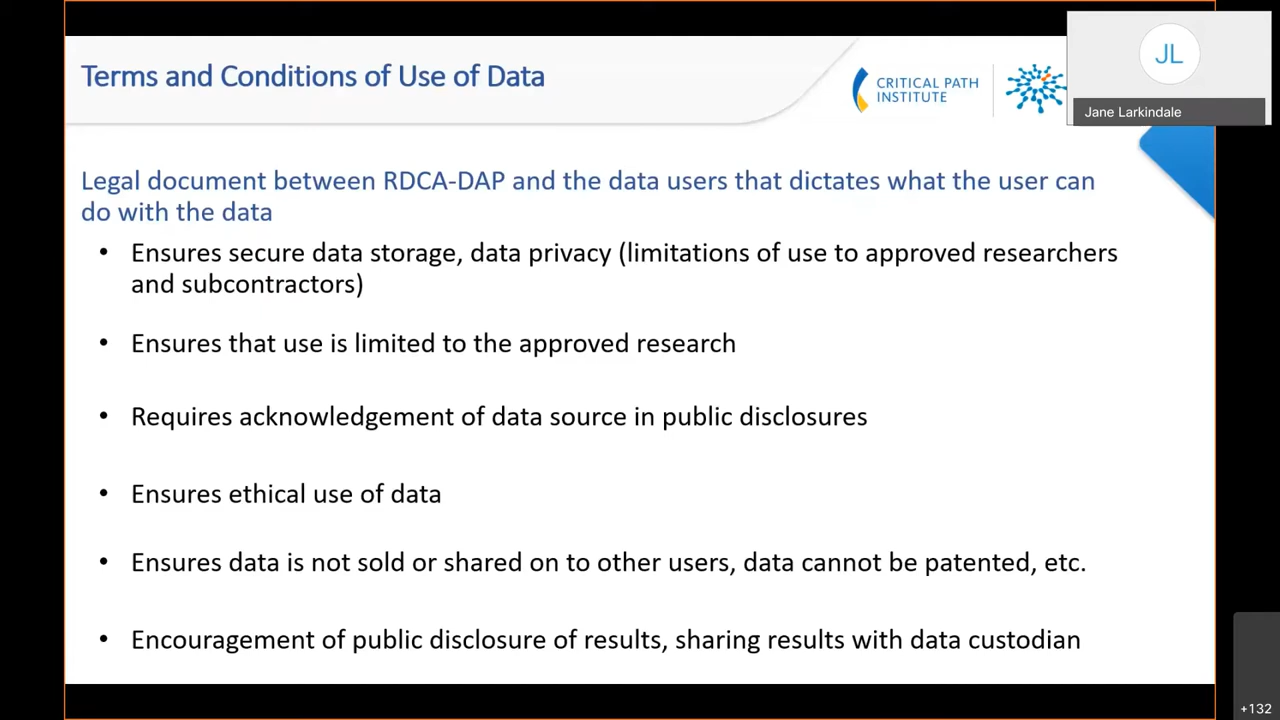 Terms and Conditions of Use of Data
CRITICAL PATH
INSTITUTE
JL
Jane Larkindale
Legal document between RDCA-DAP and the data users that dictates what the user can
do with the data
• Ensures secure data storage, data privacy (limitations of use to approved researchers
and subcontractors)
• Ensures that use is limited to the approved research
• Requires acknowledgement of data source in public disclosures
• Ensures ethical use of data
• Ensures data is not sold or shared on to other users, data cannot be patented, etc.
• Encouragement of public disclosure of results, sharing results with data custodian
+132